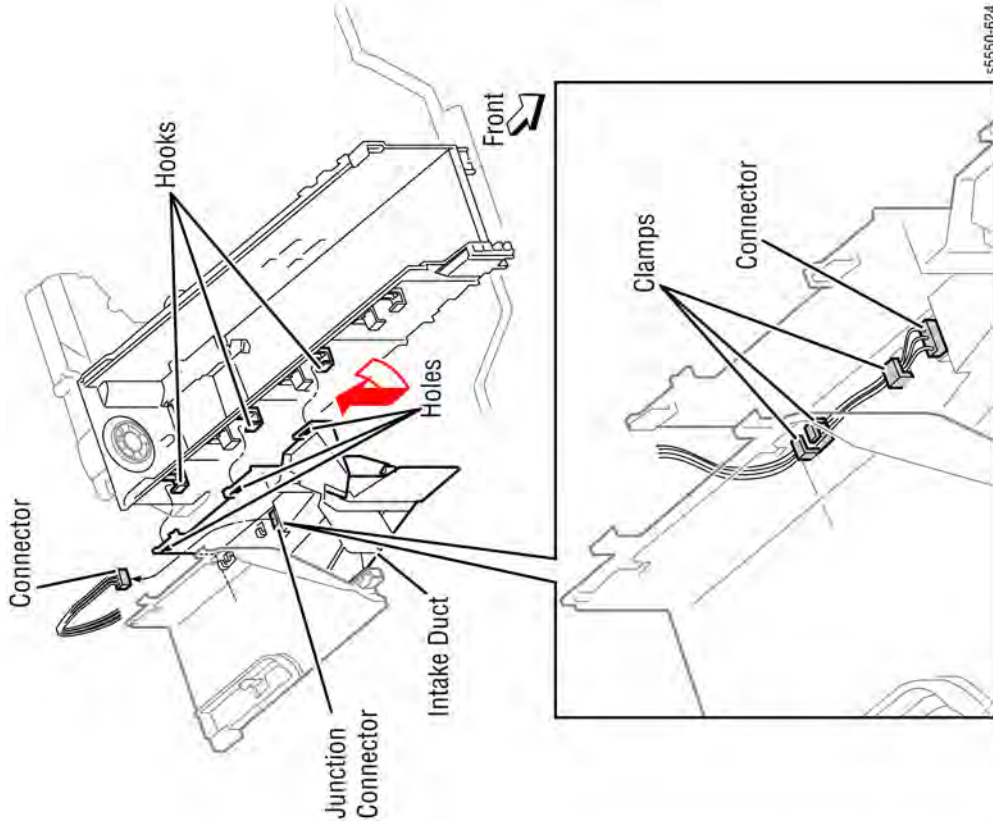 Connector
Hooks
Front
Holes
Junction
Connector
Intake Duct
Clamps
Connector
s5550-624